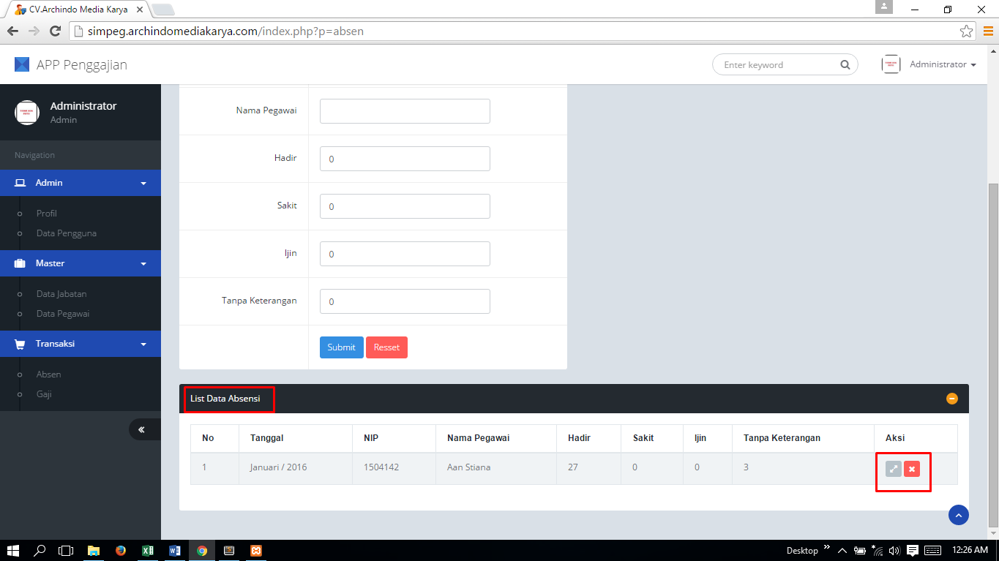 CV.Archindo Media Karya
simpeg.archindomediakarya.com/index.php?p=absen
APP Penggajian
Enter keyword
Administrator
Administrator
Admin
Navigation
Admin
Profil
Data Pengguna
Master
Data Jabatan
Data Pegawai
Transaksi
Absen
Gaji
Nama Pegawai
Hadir 0
Sakit 0
Ijin 0
Tanpa Keterangan 0
Submit Resset
List Data Absensi
No Tanggal NIP Nama Pegawai Hadir Sakit Ijin Tanpa Keterangan Aksi
1 Januari / 2016 1504142 Aan Stiana 27 0 0 3
Desktop 12:26 AM